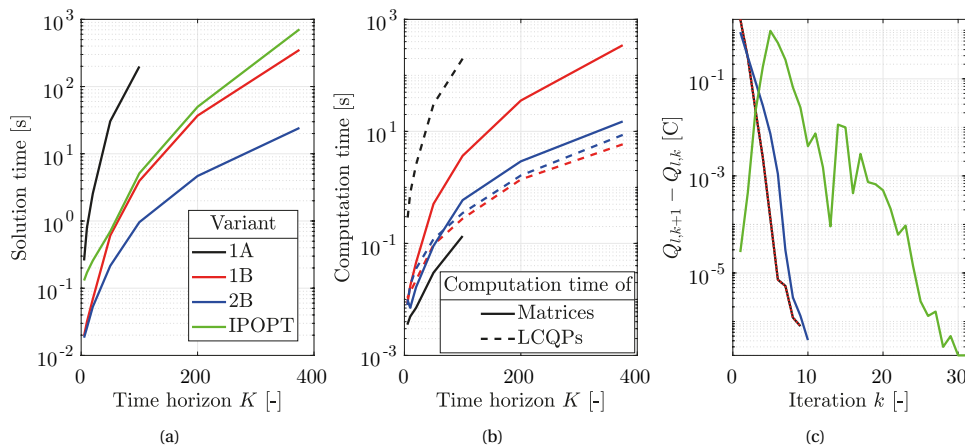 Solution time [s]
10^3
10^2
10^1
10^0
10^-1
10^-2
0
200
400
Time horizon K [-]
Variant
1A
1B
2B
IPOPT
(a)
Computation time [s]
10^3
10^1
10^-1
10^-3
0
200
400
Time horizon K [-]
Computation time of
Matrices
LCQPs
(b)
Q_{l,k+1} − Q_{l,k} [C]
10^-1
10^-3
10^-5
0
10
20
30
Iteration k [-]
(c)